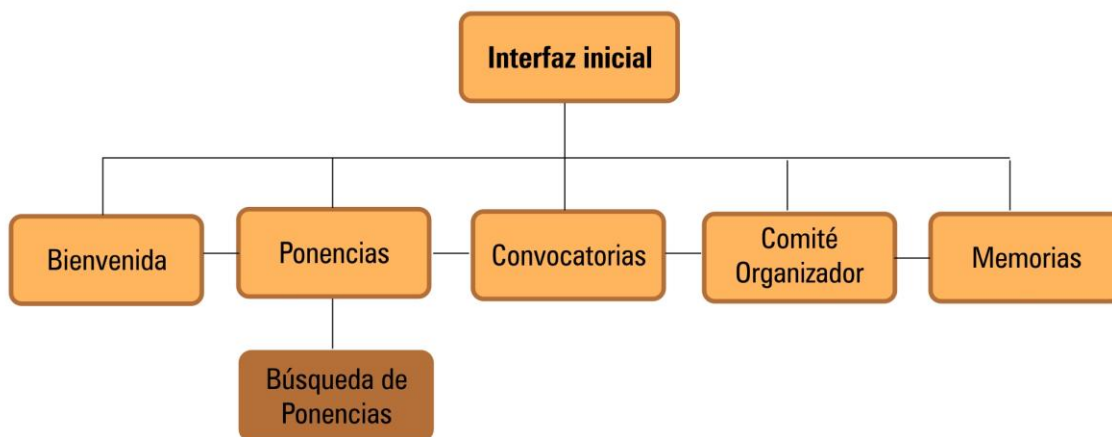 Interfaz inicial
Bienvenida
Ponencias
Convocatorias
Comité
Organizador
Memorias
Búsqueda de
Ponencias